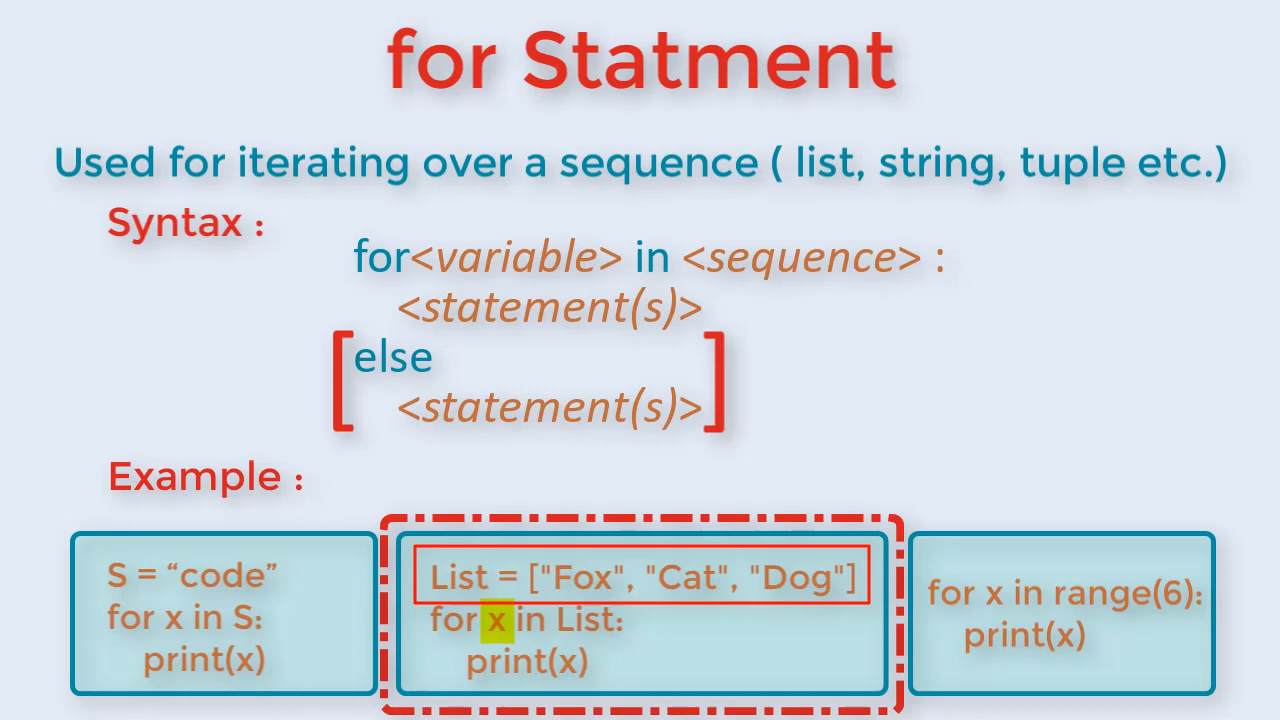 for Statment
Used for iterating over a sequence ( list, string, tuple etc.)
Syntax :
for<variable> in <sequence> :
<statement(s)>
[else
<statement(s)>]
Example :
S = “code”
for x in S:
print(x)
List = ["Fox", "Cat", "Dog"]
for x in List:
print(x)
for x in range(6):
print(x)